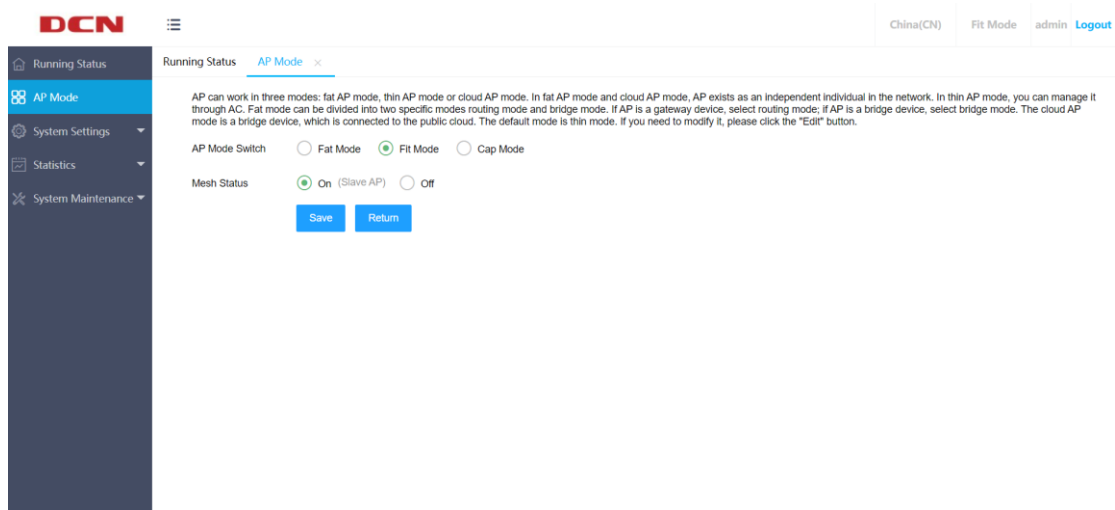 DCN
China(CN) Fit Mode admin Logout
Running Status
AP Mode
System Settings
Statistics
System Maintenance
Running Status AP Mode ×
AP can work in three modes: fat AP mode, thin AP mode or cloud AP mode. In fat AP mode and cloud AP mode, AP exists as an independent individual in the network. In thin AP mode, you can manage it
through AC. Fat mode can be divided into two specific modes routing mode and bridge mode. If AP is a gateway device, select routing mode; if AP is a bridge device, select bridge mode. The cloud AP
mode is a bridge device, which is connected to the public cloud. The default mode is thin mode. If you need to modify it, please click the "Edit" button.
AP Mode Switch Fat Mode Fit Mode Cap Mode
Mesh Status On (Slave AP) Off
Save Return